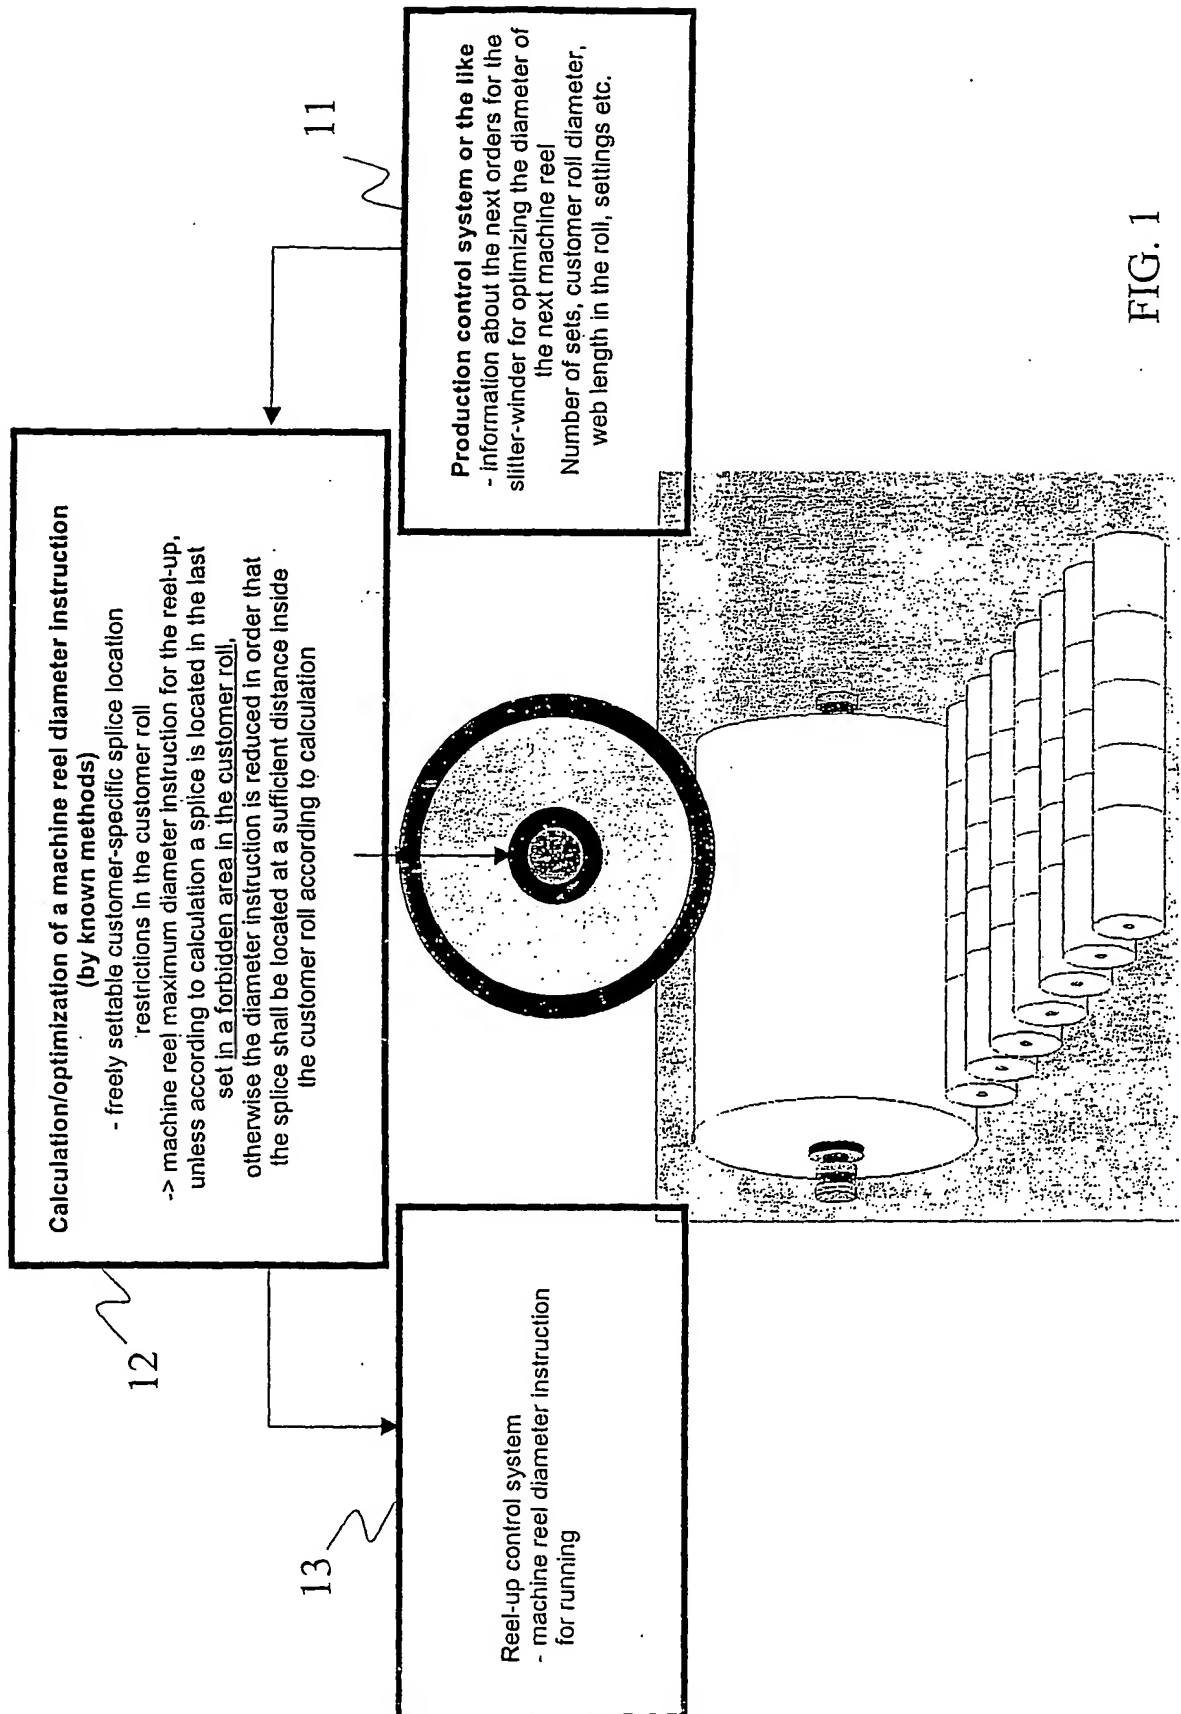 12
Calculation/optimization of a machine reel diameter instruction
(by known methods)
- freely settable customer-specific splice location
restrictions in the customer roll
-> machine reel maximum diameter instruction for the reel-up,
unless according to calculation a splice is located in the last
set in a forbidden area in the customer roll,
otherwise the diameter instruction is reduced in order that
the splice shall be located at a sufficient distance inside
the customer roll according to calculation
13
Reel-up control system
- machine reel diameter instruction
for running
11
Production control system or the like
- information about the next orders for the
slitter-winder for optimizing the diameter of
the next machine reel
Number of sets, customer roll diameter,
web length in the roll, settings etc.
FIG. 1